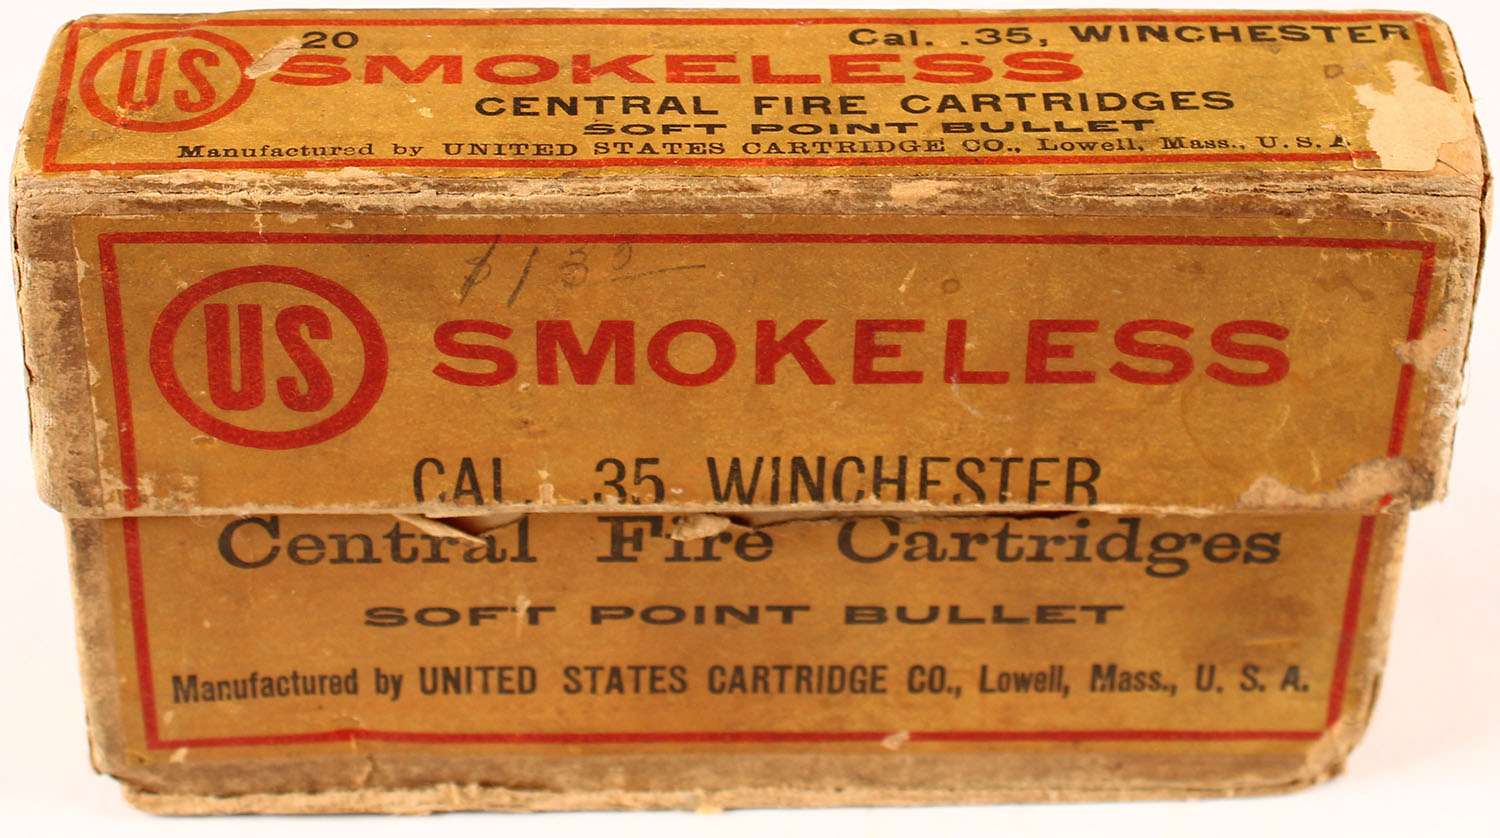 US
20 Cal. .35, WINCHESTER
SMOKELESS
CENTRAL FIRE CARTRIDGES
SOFT POINT BULLET
Manufactured by UNITED STATES CARTRIDGE CO., Lowell, Mass., U. S. A
US
SMOKELESS
CAL. .35 WINCHESTER
Central Fire Cartridges
SOFT POINT BULLET
Manufactured by UNITED STATES CARTRIDGE CO., Lowell, Mass., U. S. A.